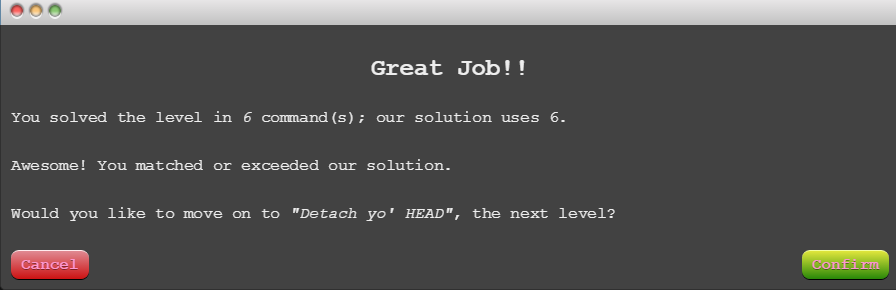 Great Job!!
You solved the level in 6 command(s); our solution uses 6.
Awesome! You matched or exceeded our solution.
Would you like to move on to "Detach yo' HEAD", the next level?
Cancel
Confirm